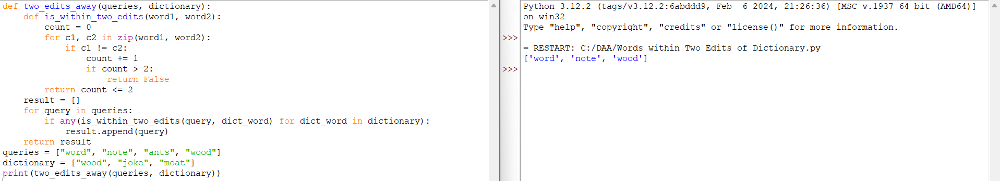 def two_edits_away(queries, dictionary):
    def is_within_two_edits(word1, word2):
        count = 0
        for c1, c2 in zip(word1, word2):
            if c1 != c2:
                count += 1
                if count > 2:
                    return False
        return count <= 2
    result = []
    for query in queries:
        if any(is_within_two_edits(query, dict_word) for dict_word in dictionary):
            result.append(query)
    return result
queries = ["word", "note", "ants", "wood"]
dictionary = ["wood", "joke", "moat"]
print(two_edits_away(queries, dictionary))
Python 3.12.2 (tags/v3.12.2:6abddd9, Feb  6 2024, 21:26:36) [MSC v.1937 64 bit (AMD64)]
on win32
Type "help", "copyright", "credits" or "license()" for more information.
>>>
= RESTART: C:/DAA/Words within Two Edits of Dictionary.py
['word', 'note', 'wood']
>>>